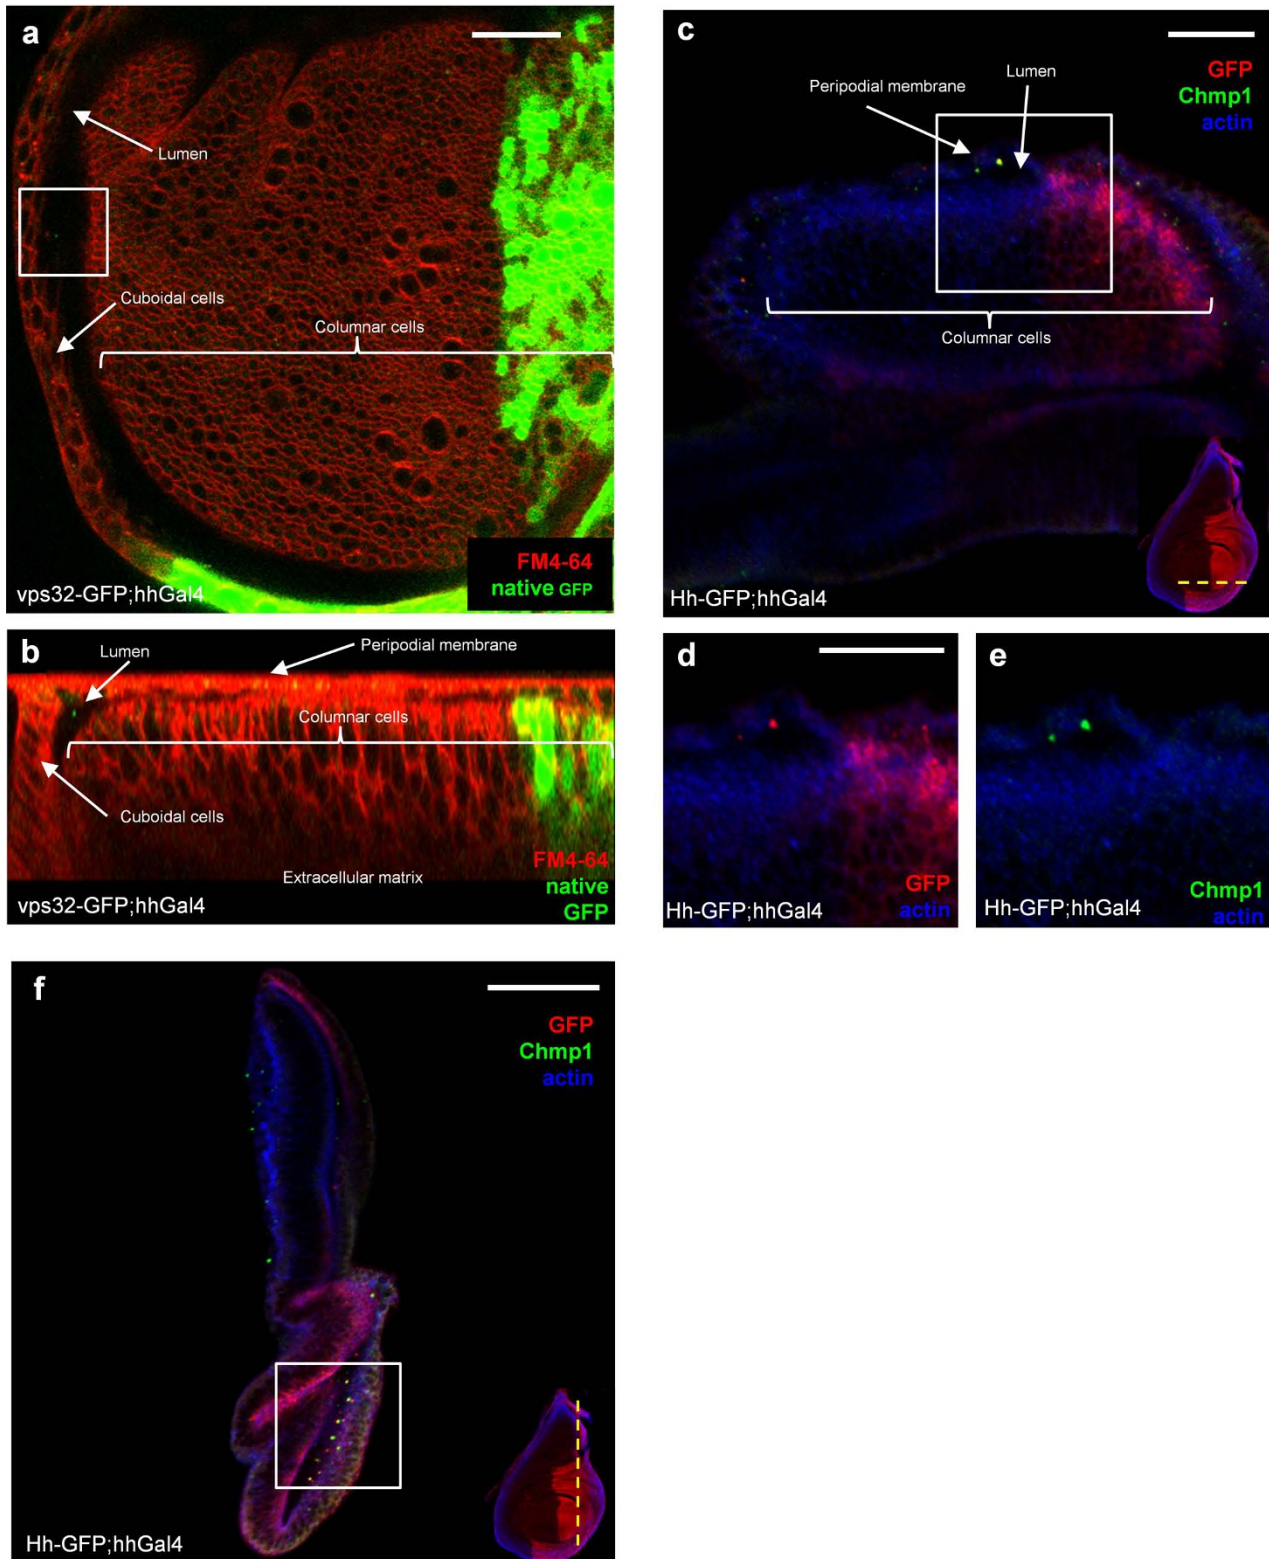 a
Lumen
Cuboidal cells
Columnar cells
FM4-64
native GFP
vps32-GFP;hhGal4
b
Lumen
Peripodial membrane
Columnar cells
Cuboidal cells
Extracellular matrix
FM4-64
native
GFP
vps32-GFP;hhGal4
c
GFP
Chmp1
actin
Peripodial membrane
Lumen
Columnar cells
Hh-GFP;hhGal4
d
GFP
actin
Hh-GFP;hhGal4
e
Chmp1
actin
Hh-GFP;hhGal4
f
GFP
Chmp1
actin
Hh-GFP;hhGal4